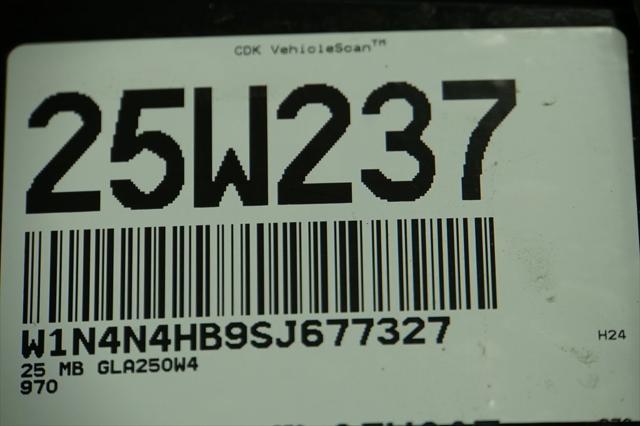 CDK VehicleScan™
25W237
W1N4N4HB9SJ677327
H24
25 MB GLA250W4
970